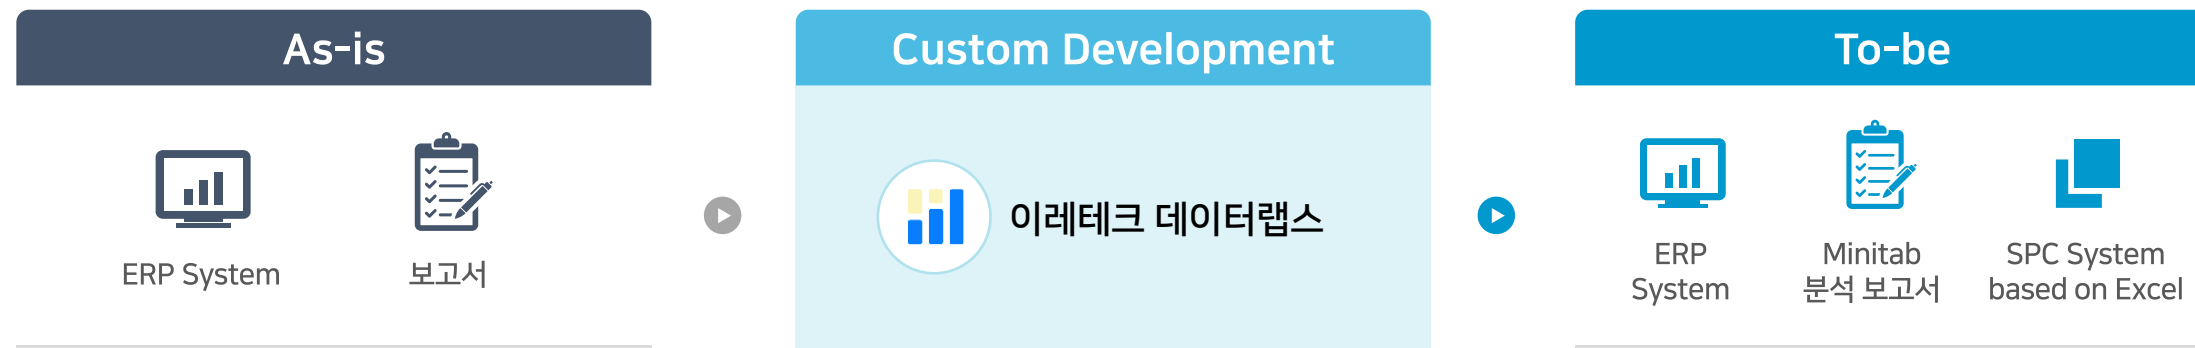 As-is
ERP System
보고서
Custom Development
이레테크 데이터랩스
To-be
ERP
System
Minitab
분석 보고서
SPC System
based on Excel